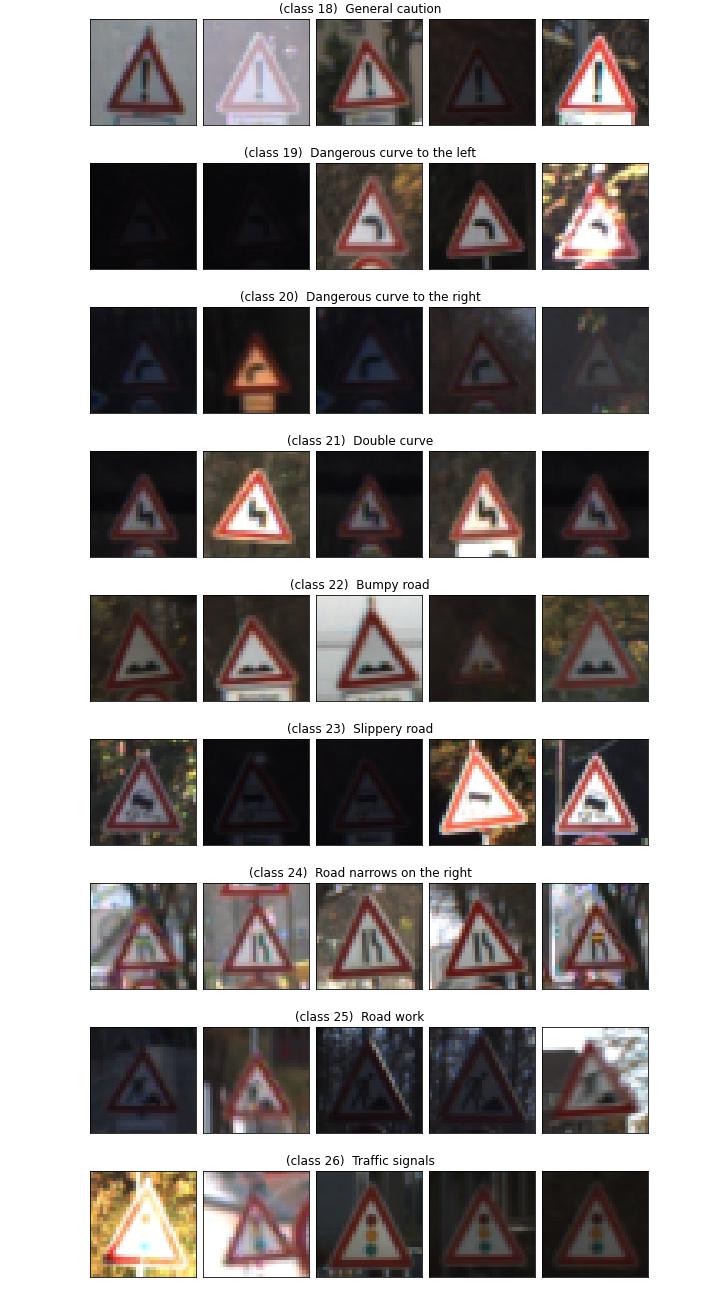 (class 18)  General caution
(class 19)  Dangerous curve to the left
(class 20)  Dangerous curve to the right
(class 21)  Double curve
(class 22)  Bumpy road
(class 23)  Slippery road
(class 24)  Road narrows on the right
(class 25)  Road work
(class 26)  Traffic signals